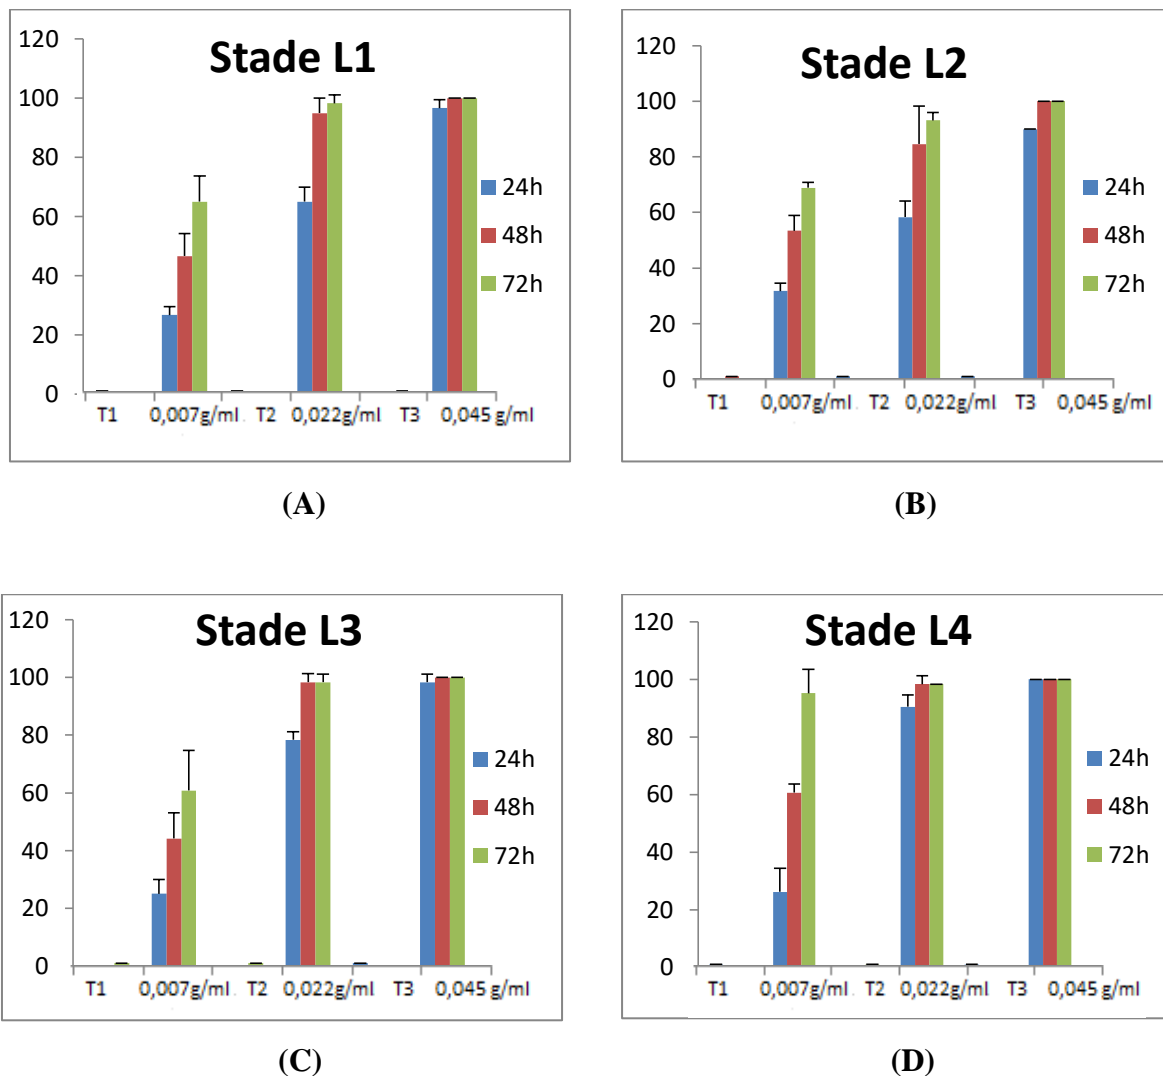 Stade L1
120
100
80
60
40
20
0
T1 0,007g/ml T2 0,022g/ml T3 0,045 g/ml
24h
48h
72h
(A)
Stade L2
120
100
80
60
40
20
0
T1 0,007g/ml T2 0,022g/ml T3 0,045 g/ml
24h
48h
72h
(B)
Stade L3
120
100
80
60
40
20
0
T1 0,007g/ml T2 0,022g/ml T3 0,045 g/ml
24h
48h
72h
(C)
Stade L4
120
100
80
60
40
20
0
T1 0,007g/ml T2 0,022g/ml T3 0,045 g/ml
24h
48h
72h
(D)